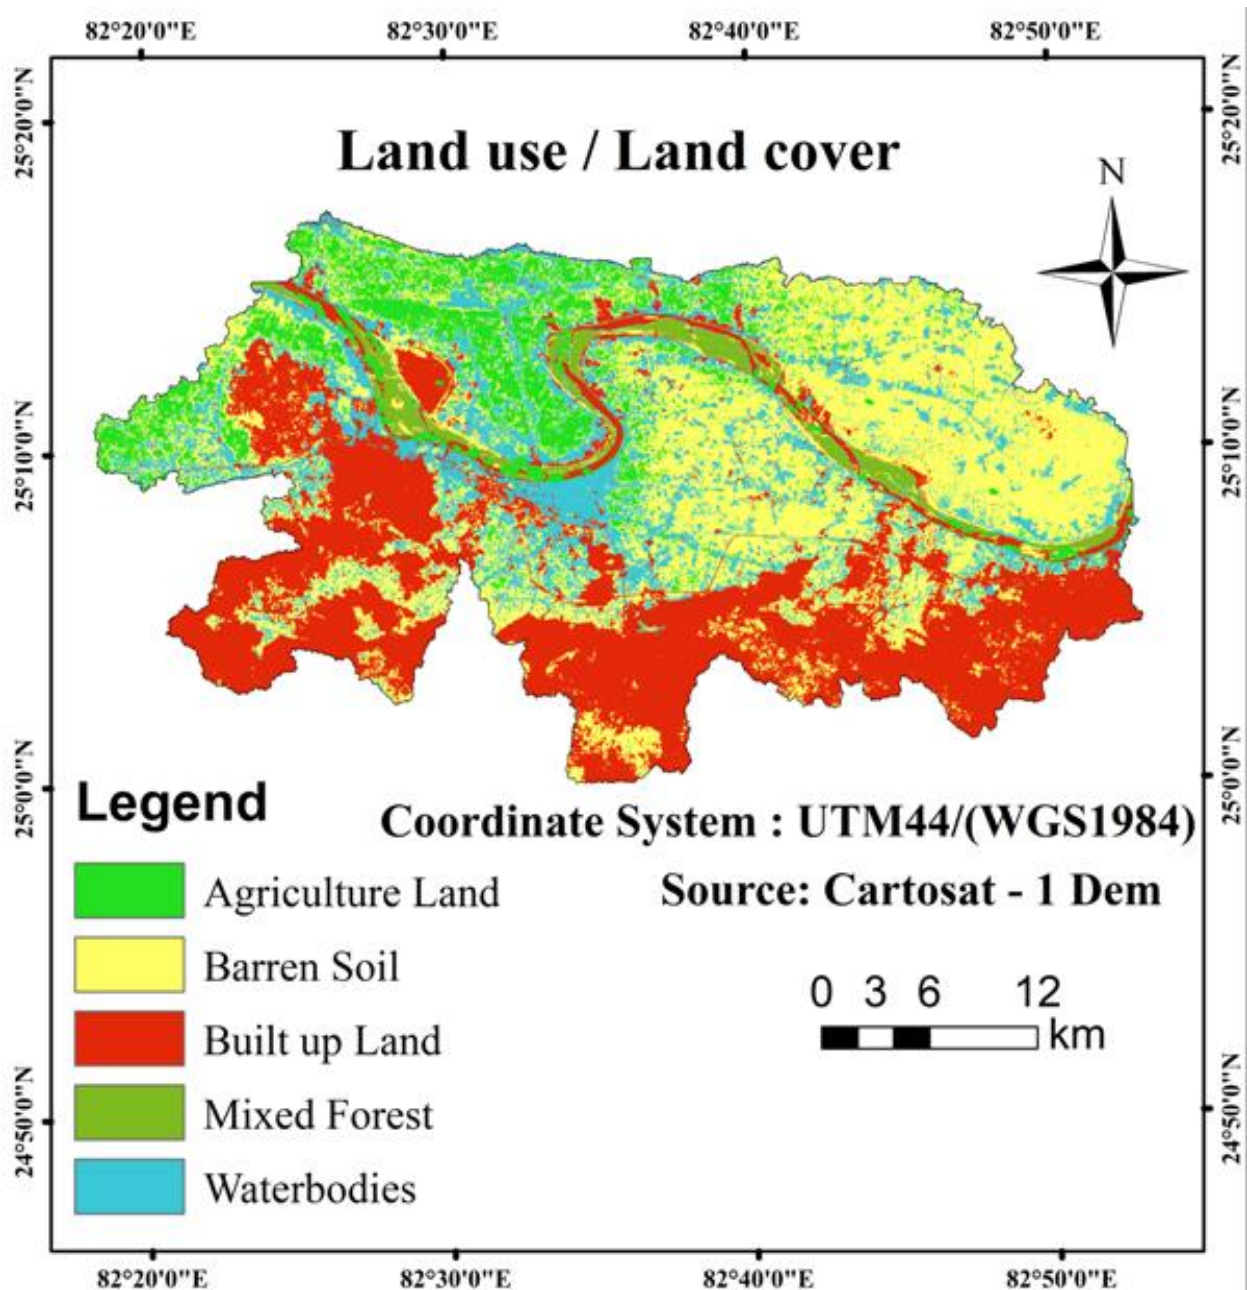 82°20'0"E 82°30'0"E 82°40'0"E 82°50'0"E
25°20'0"N 25°20'0"N
Land use / Land cover
N
25°10'0"N 25°10'0"N
25°0'0"N 25°0'0"N
Legend
Coordinate System : UTM44/(WGS1984)
Agriculture Land
Source: Cartosat - 1 Dem
Barren Soil
0 3 6 12
km
Built up Land
24°50'0"N 24°50'0"N
Mixed Forest
Waterbodies
82°20'0"E 82°30'0"E 82°40'0"E 82°50'0"E